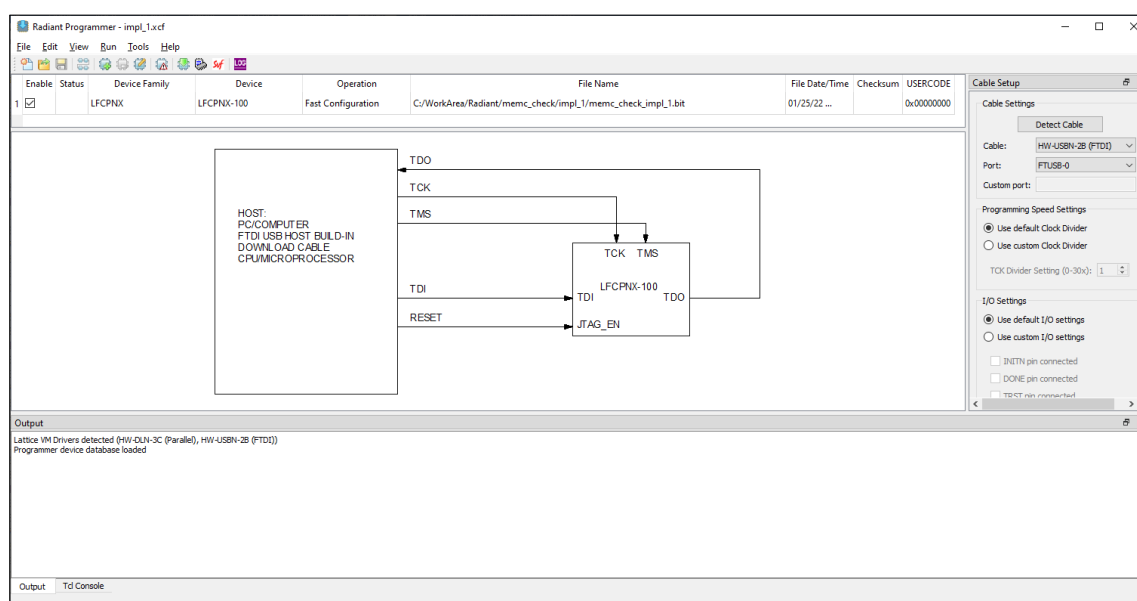 Radiant Programmer - impl_1.xcf
File Edit View Run Tools Help
Enable Status Device Family Device Operation File Name File Date/Time Checksum USERCODE
1 LFCPNX LFCPNX-100 Fast Configuration C:/WorkArea/Radiant/memc_check/impl_1/memc_check_impl_1.bit 01/25/22 ... 0x00000000
TDO
TCK
TMS
HOST:
PC/COMPUTER
FTDI USB HOST BUILD-IN
DOWNLOAD CABLE
CPU/MICROPROCESSOR
TCK TMS
LFCPNX-100
TDI
TDI TDO
RESET
JTAG_EN
Cable Setup
Cable Settings
Detect Cable
Cable: HW-USBN-2B (FTDI)
Port: FTUSB-0
Custom port:
Programming Speed Settings
Use default Clock Divider
Use custom Clock Divider
TCK Divider Setting (0-30x): 1
I/O Settings
Use default I/O settings
Use custom I/O settings
INITN pin connected
DONE pin connected
TRST pin connected
Output
Lattice VM Drivers detected (HW-DLN-3C (Parallel), HW-USBN-2B (FTDI))
Programmer device database loaded
Output Tcl Console